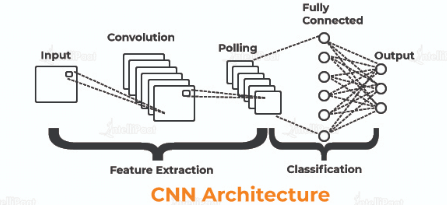 Fully
Connected
Convolution
Polling
Input
Output
Feature Extraction
Classification
CNN Architecture